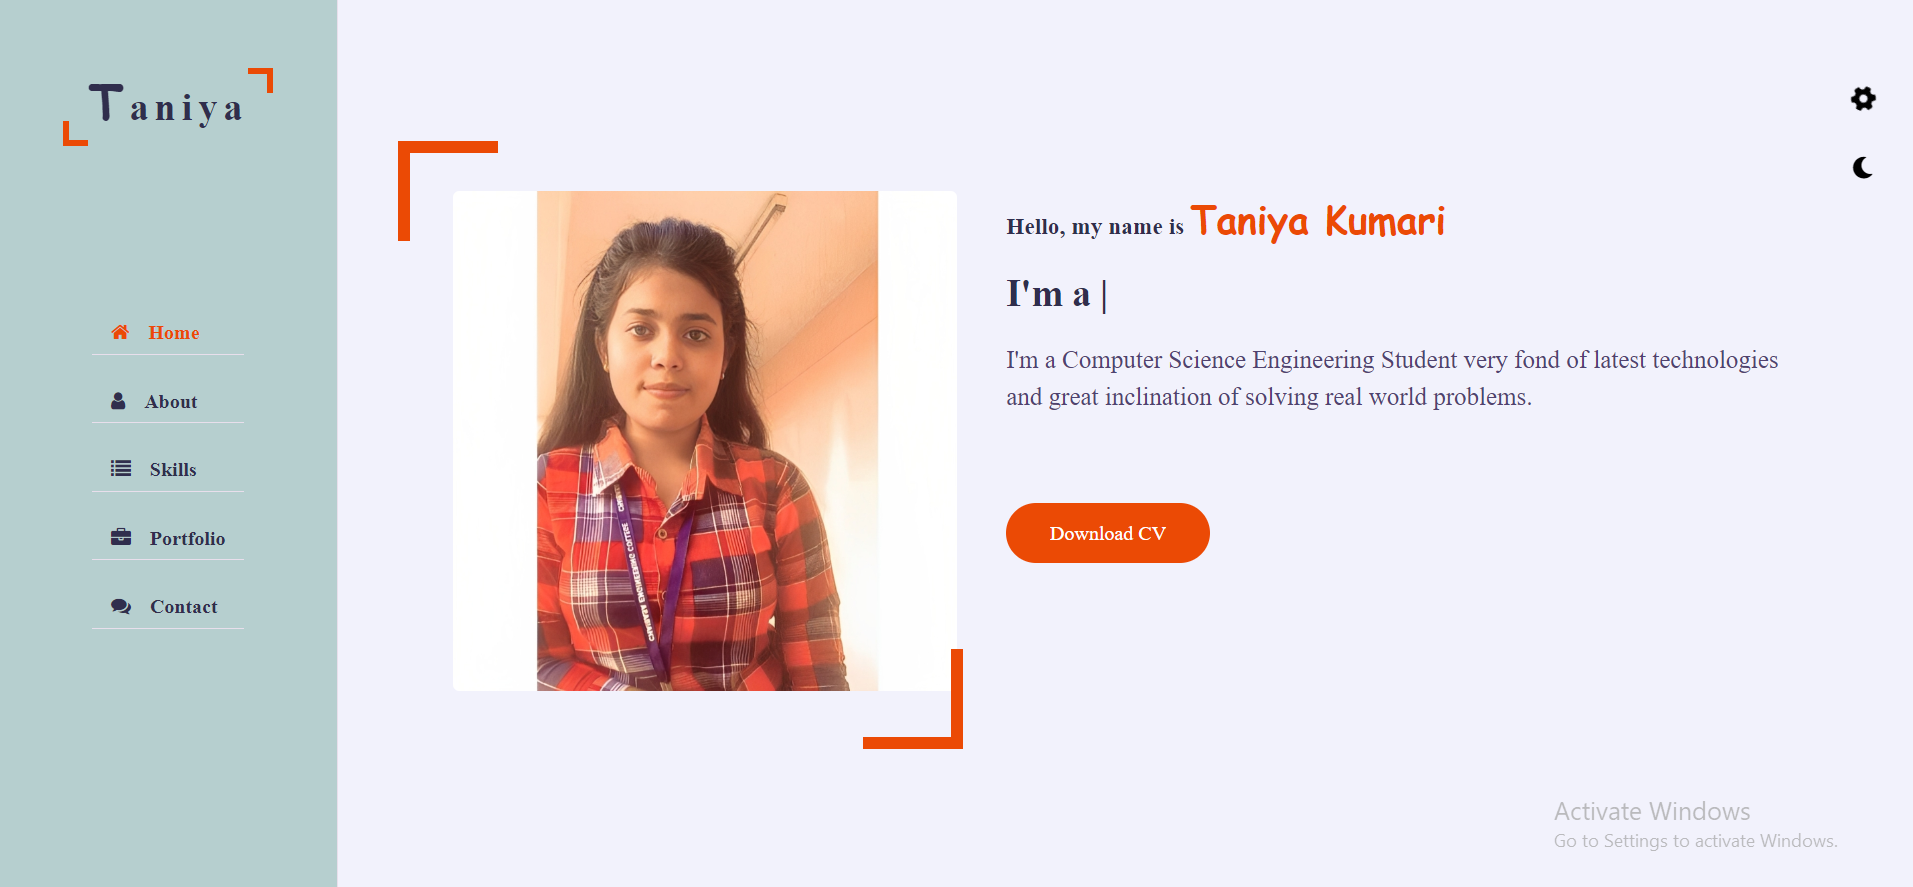 Taniya
Home
About
Skills
Portfolio
Contact
Hello, my name is Taniya Kumari
I'm a |
I'm a Computer Science Engineering Student very fond of latest technologies
and great inclination of solving real world problems.
Download CV
ENGINEERING COLLEGE
Activate Windows
Go to Settings to activate Windows.